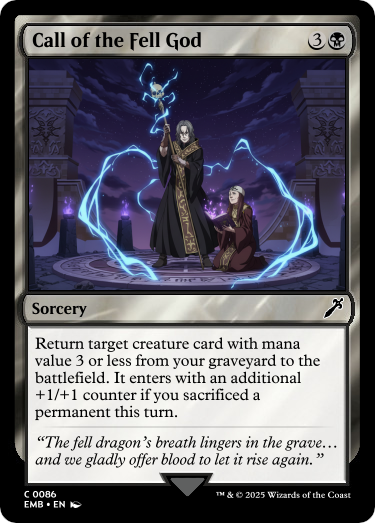 Call of the Fell God 3
Sorcery
Return target creature card with mana
value 3 or less from your graveyard to the
battlefield. It enters with an additional
+1/+1 counter if you sacrificed a
permanent this turn.
“The fell dragon’s breath lingers in the grave…
and we gladly offer blood to let it rise again.”
C 0086
EMB • EN
™ & © 2025 Wizards of the Coast